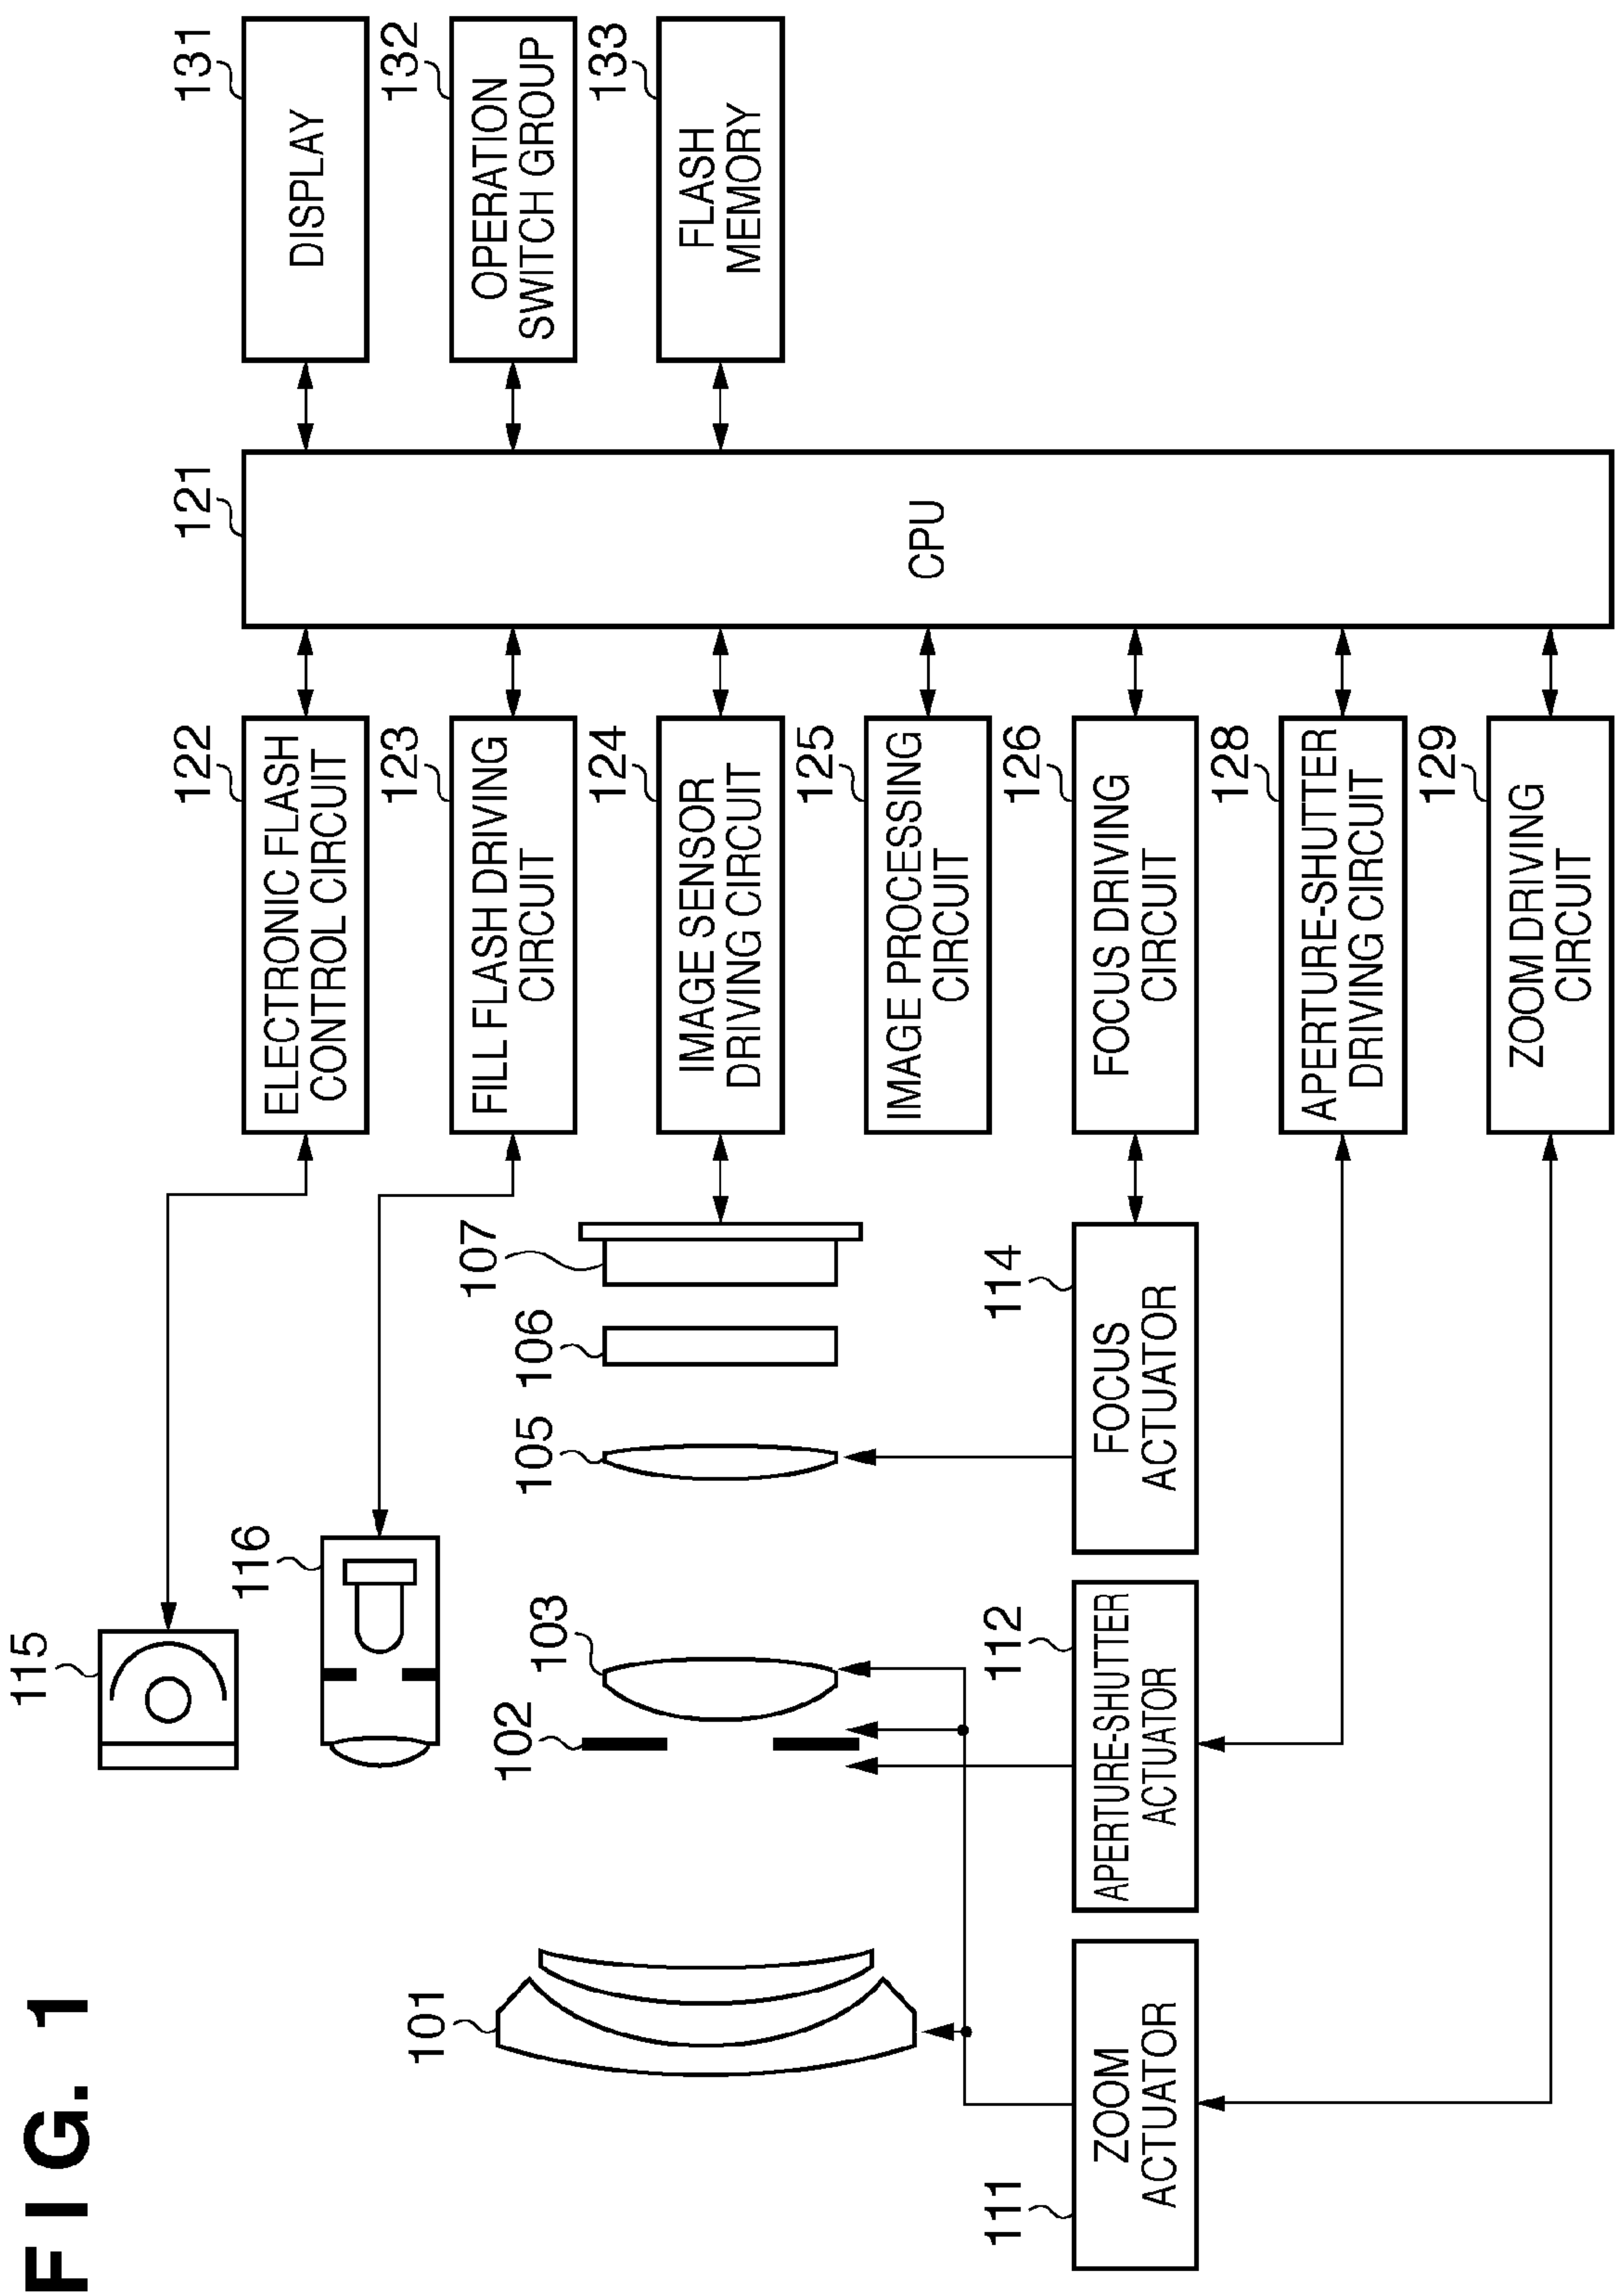 FIG. 1
115
116
101
102
103
105
106
107
111
ZOOM
ACTUATOR
112
APERTURE-SHUTTER
ACTUATOR
114
FOCUS
ACTUATOR
122
ELECTRONIC FLASH
CONTROL CIRCUIT
123
FILL FLASH DRIVING
CIRCUIT
124
IMAGE SENSOR
DRIVING CIRCUIT
125
IMAGE PROCESSING
CIRCUIT
126
FOCUS DRIVING
CIRCUIT
128
APERTURE-SHUTTER
DRIVING CIRCUIT
129
ZOOM DRIVING
CIRCUIT
121
CPU
131
DISPLAY
132
OPERATION
SWITCH GROUP
133
FLASH
MEMORY